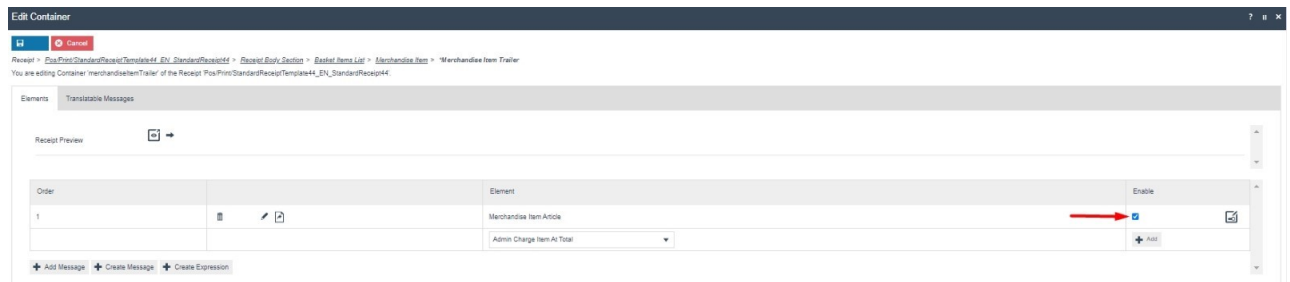 Edit Container
? II ×
Cancel
Receipt > Pos/Print/StandardReceiptTemplate44_EN_StandardReceipt44 > Receipt Body Section > Basket Items List > Merchandise Item > *Merchandise Item Trailer
You are editing Container 'merchandiseItemTrailer' of the Receipt 'Pos/Print/StandardReceiptTemplate44_EN_StandardReceipt44'.
Elements Translatable Messages
Receipt Preview
Order Element Enable
1 Merchandise Item Article
Admin Charge Item At Total Add
Add Message Create Message Create Expression